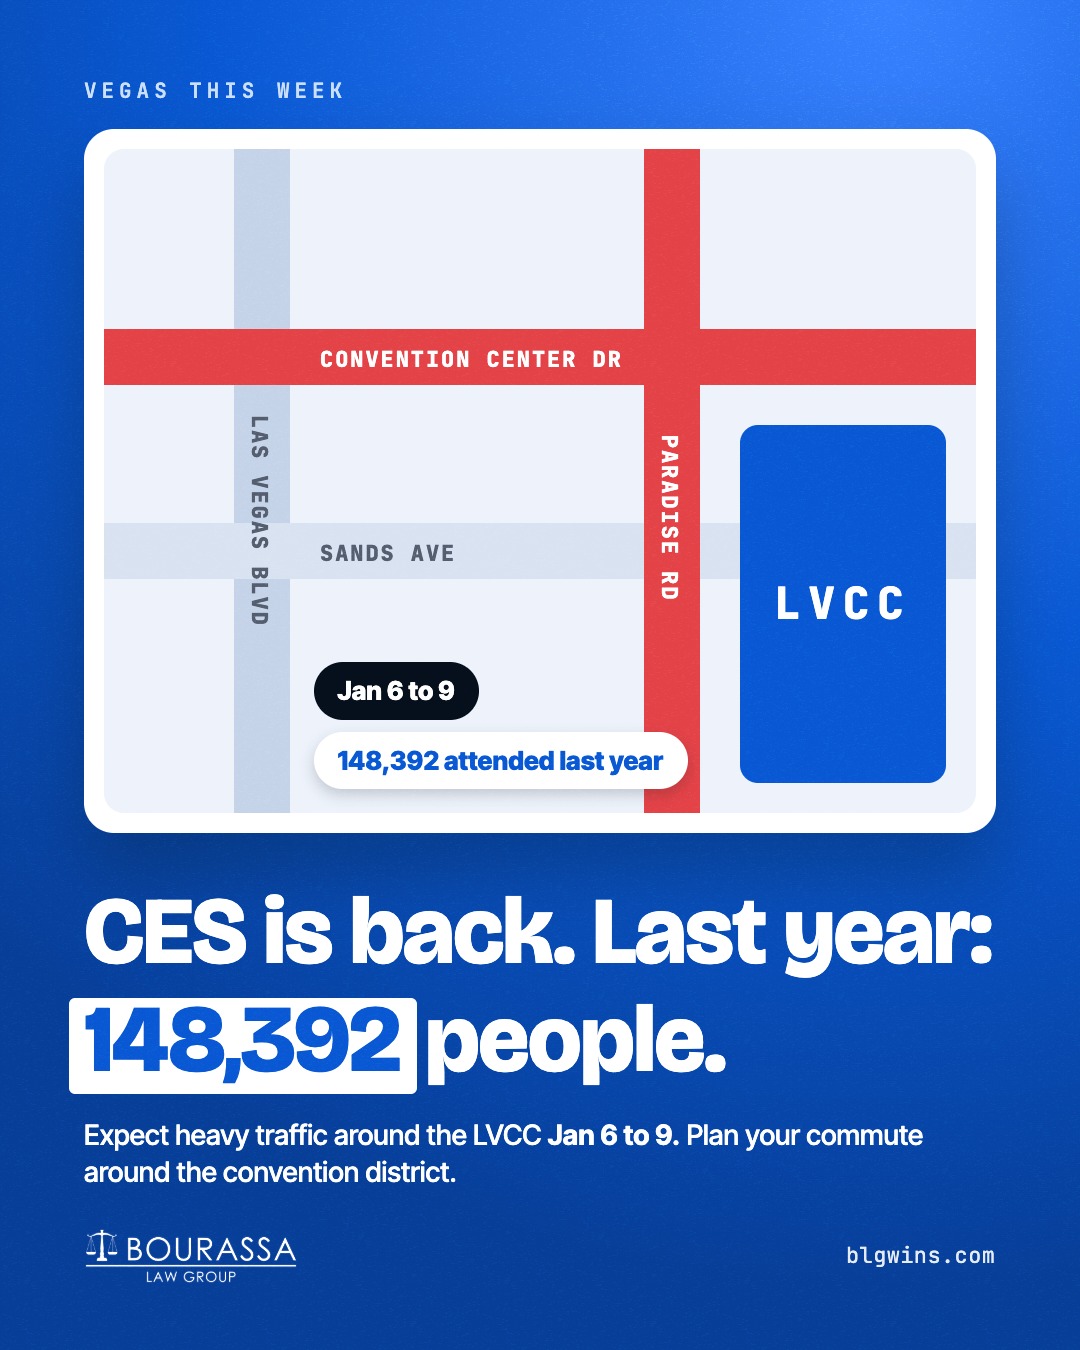 VEGAS THIS WEEK
CONVENTION CENTER DR
LAS VEGAS BLVD
PARADISE RD
SANDS AVE
LVCC
Jan 6 to 9
148,392 attended last year
CES is back. Last year:
148,392 people.
Expect heavy traffic around the LVCC Jan 6 to 9. Plan your commute
around the convention district.
BOURASSA
LAW GROUP
blgwins.com